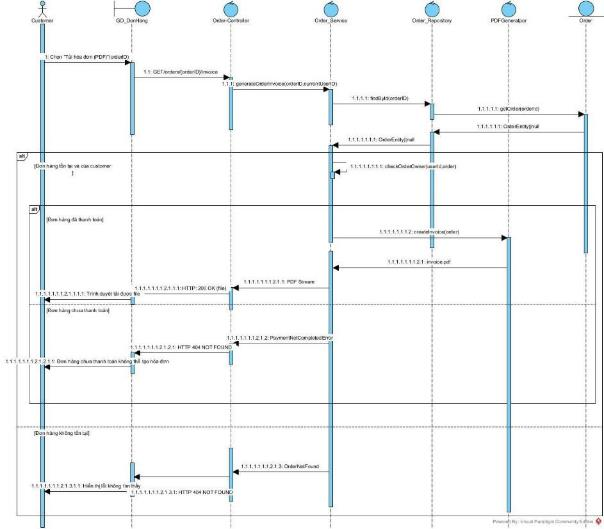 Customer
GD_DonHang
Order-Controller
Order_Service
Order_Repository
PDFGenerator
Order
1: Chọn "Tải hóa đơn (PDF)"(orderID)
1.1: GET/orders/{orderID}/invoice
1.1.1: generateOrderInvoice(orderID,currentUserID)
1.1.1.1: findById(orderID)
1.1.1.1.1: getOrder(orderId)
1.1.1.1.1.1: OrderEntity||null
1.1.1.1.1.1.1: OrderEntity||null
alt
[Đơn hàng tồn tại và của customer
]
1.1.1.1.1.1.1.1: checkOrderOwner(userId,order)
alt
[Đơn hàng đã thanh toán]
1.1.1.1.1.1.1.2: createInvoice(order)
1.1.1.1.1.1.1.2.1: invoice.pdf
1.1.1.1.1.1.1.2.1.1: PDF Stream
1.1.1.1.1.1.1.2.1.1.1: HTTP: 200 OK (file)
1.1.1.1.1.1.1.2.1.1.1.1: Trình duyệt tải được file
[Đơn hàng chưa thanh toán]
1.1.1.1.1.1.1.2.1.2: PaymentNotCompletedError
1.1.1.1.1.1.1.2.1.2.1: HTTP 404 NOT FOUND
1.1.1.1.1.1.1.2.1.2.1.1: Đơn hàng chưa thanh toán không thể tạo hóa đơn
[Đơn hàng không tồn tại]
1.1.1.1.1.1.1.2.1.3: OrderNotFound
1.1.1.1.1.1.1.2.1.3.1.1: Hiển thị lỗi không tìm thấy
1.1.1.1.1.1.1.2.1.3.1: HTTP 404 NOT FOUND
Powered By: Visual Paradigm Community Edition